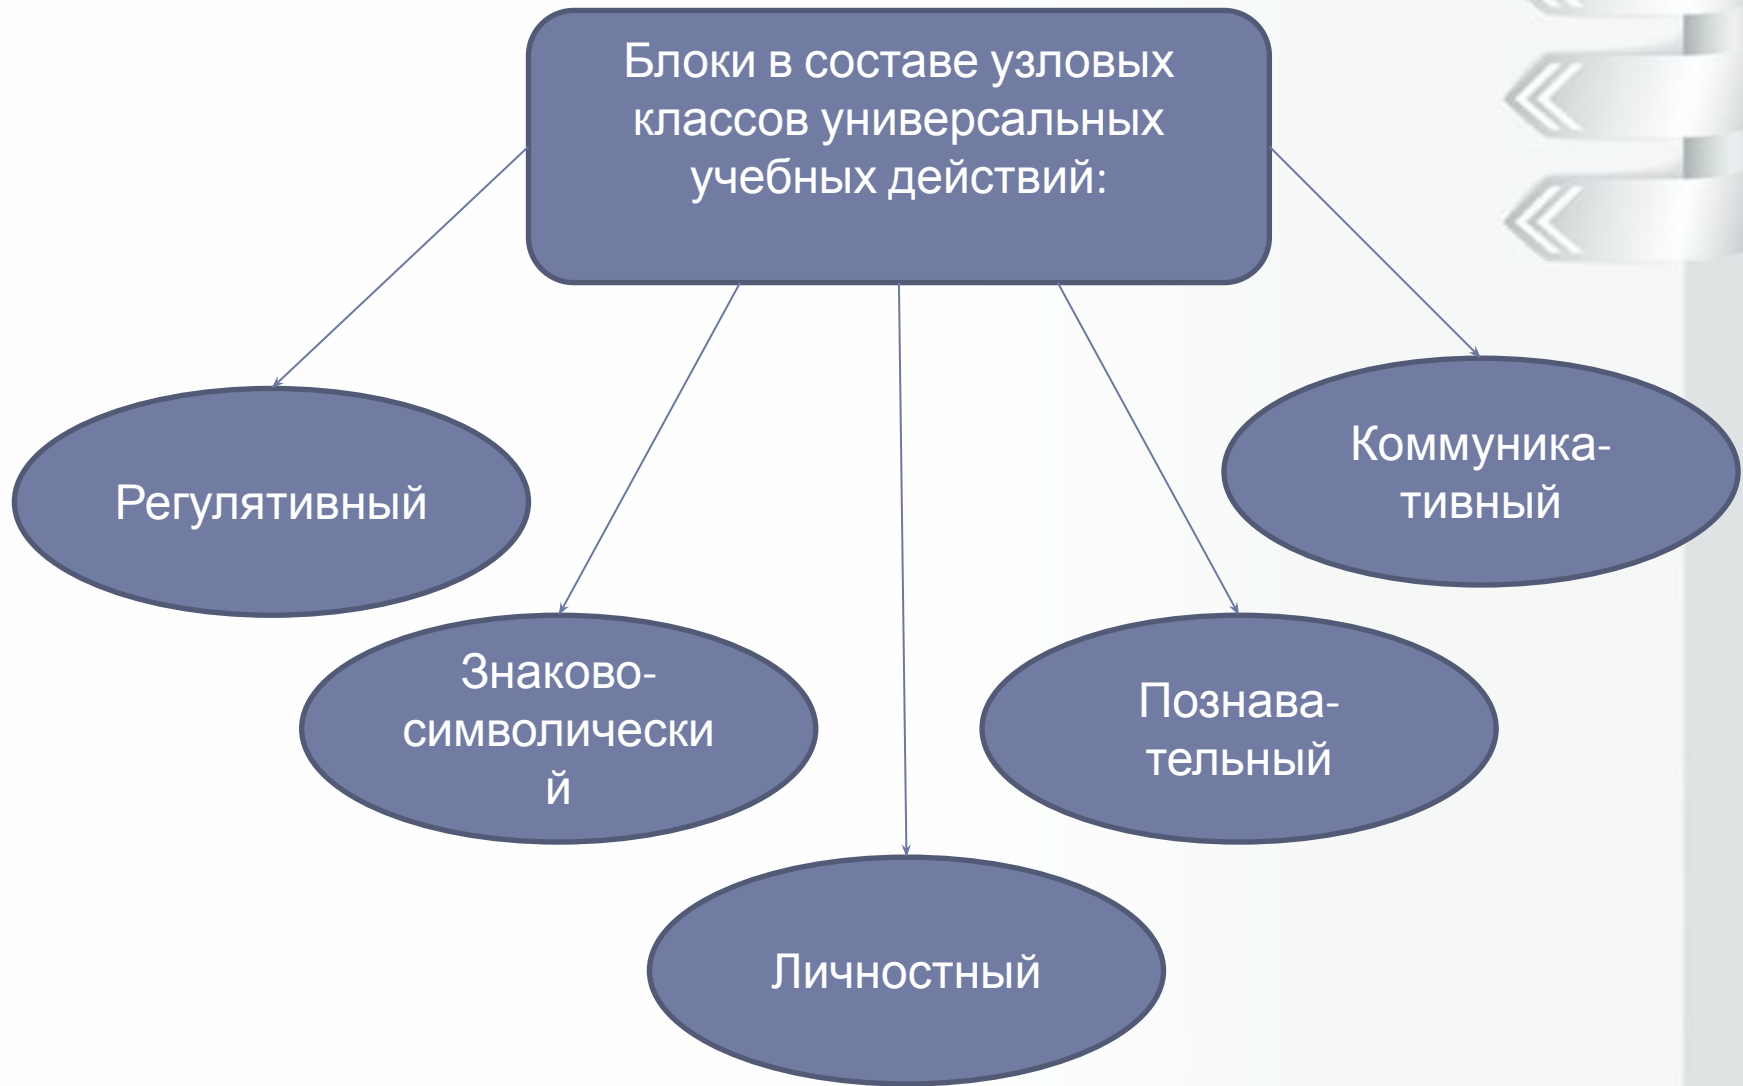 Блоки в составе узловых
классов универсальных
учебных действий:
Регулятивный
Знаково-
символически
й
Личностный
Познава-
тельный
Коммуника-
тивный